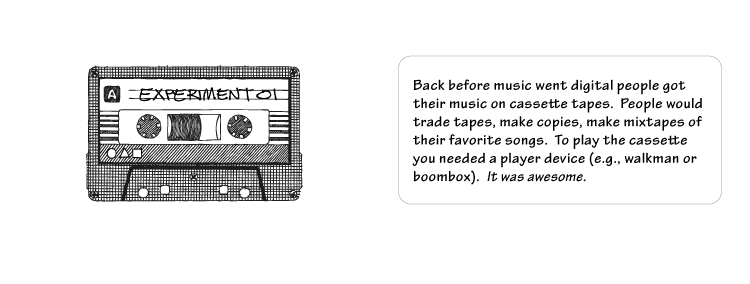 A
EXPERIMENT 01
Back before music went digital people got
their music on cassette tapes. People would
trade tapes, make copies, make mixtapes of
their favorite songs. To play the cassette
you needed a player device (e.g., walkman or
boombox). It was awesome.